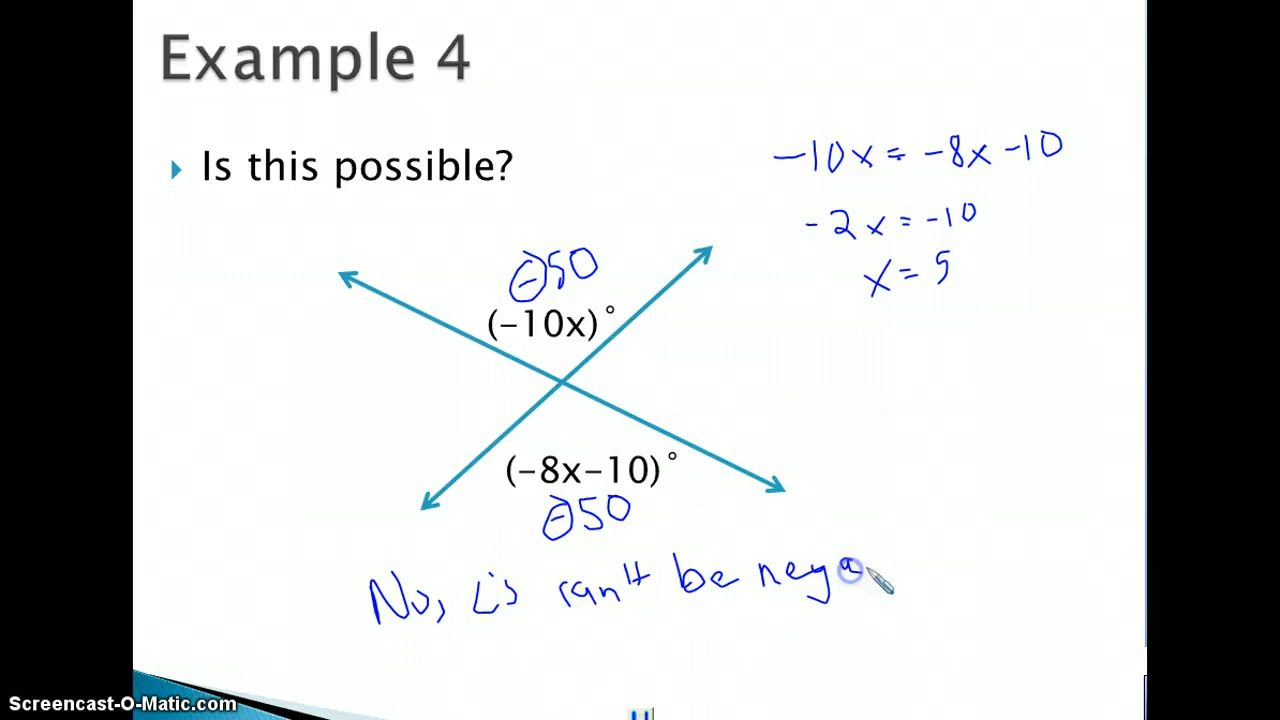 Example 4
Is this possible?
-10x = -8x -10
-2x = -10
x = 5
-50
(-10x)°
(-8x-10)°
-50
No, ∠'s can't be nega
Screencast-O-Matic.com